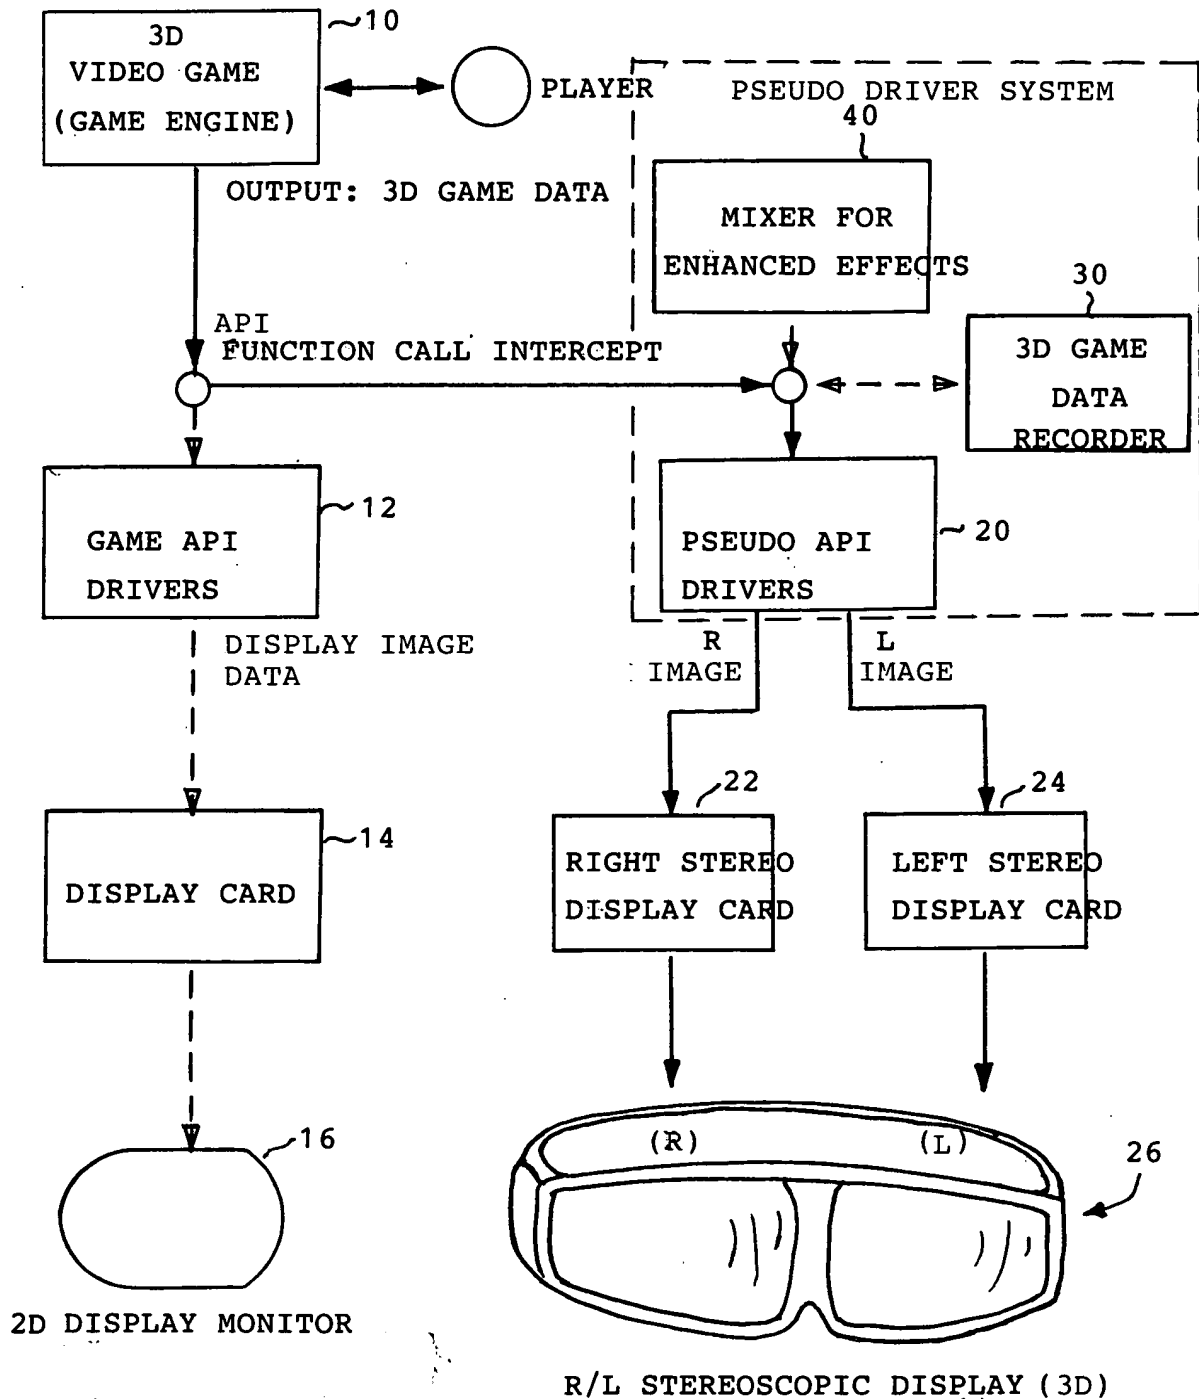 10
3D
VIDEO GAME
(GAME ENGINE)
PLAYER
OUTPUT: 3D GAME DATA
PSEUDO DRIVER SYSTEM
40
MIXER FOR
ENHANCED EFFECTS
30
3D GAME
DATA
RECORDER
API
FUNCTION CALL INTERCEPT
12
GAME API
DRIVERS
20
PSEUDO API
DRIVERS
DISPLAY IMAGE
DATA
R
IMAGE
L
IMAGE
14
DISPLAY CARD
22
RIGHT STEREO
DISPLAY CARD
24
LEFT STEREO
DISPLAY CARD
16
2D DISPLAY MONITOR
(R)
(L)
26
R/L STEREOSCOPIC DISPLAY (3D)